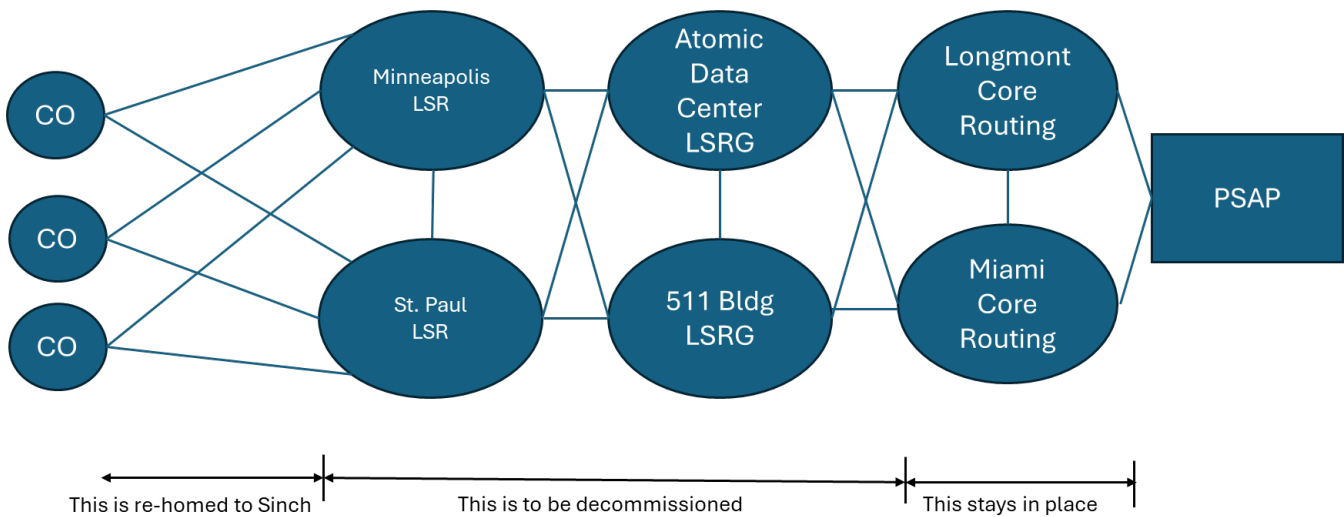 CO
CO
CO
Minneapolis
LSR
St. Paul
LSR
Atomic
Data
Center
LSRG
511 Bldg
LSRG
Longmont
Core
Routing
Miami
Core
Routing
PSAP
This is re-homed to Sinch
This is to be decommissioned
This stays in place